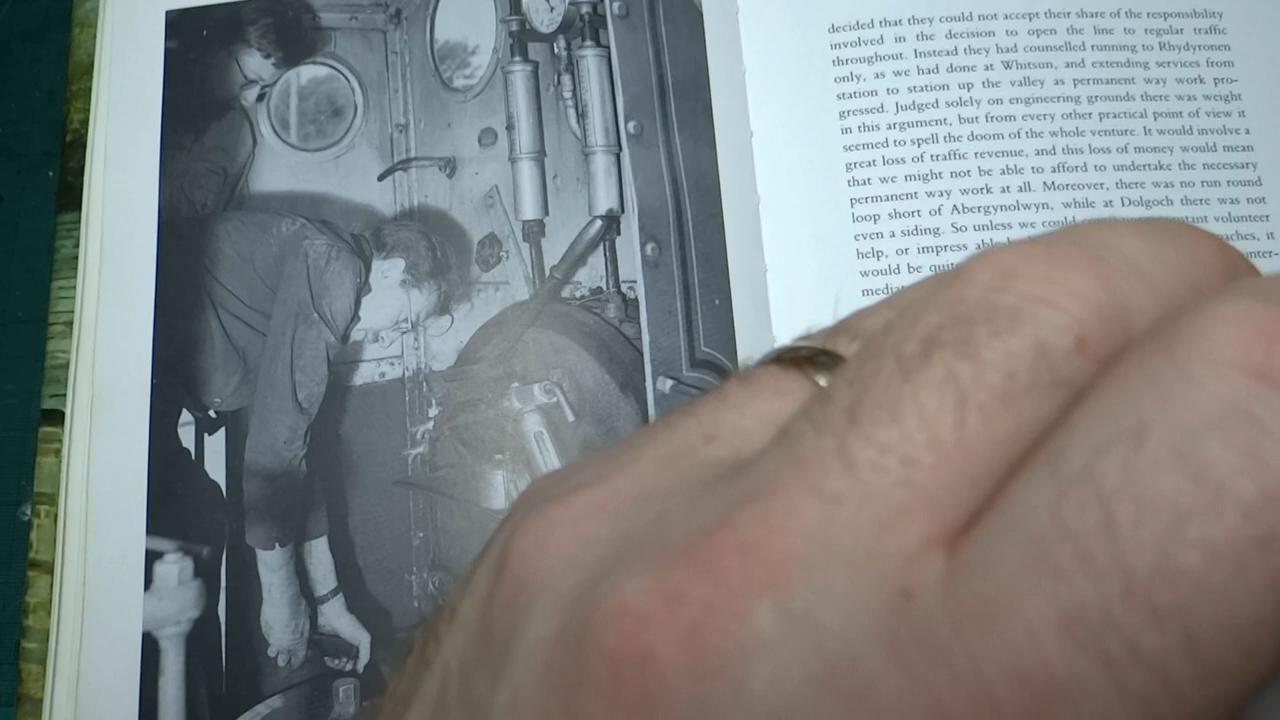 decided that they could not accept their share of the responsibility
involved in the decision to open the line to regular traffic
throughout. Instead they had counselled running to Rhydyronen
only, as we had done at Whitsun, and extending services from
station to station up the valley as permanent way work pro-
gressed. Judged solely on engineering grounds there was weight
in this argument, but from every other practical point of view it
seemed to spell the doom of the whole venture. It would involve a
great loss of traffic revenue, and this loss of money would mean
that we might not be able to afford to undertake the necessary
permanent way work at all. Moreover, there was no run round
loop short of Abergynolwyn, while at Dolgoch there was not
even a siding. So unless we could volunteer
help, or impress it
would be inter-